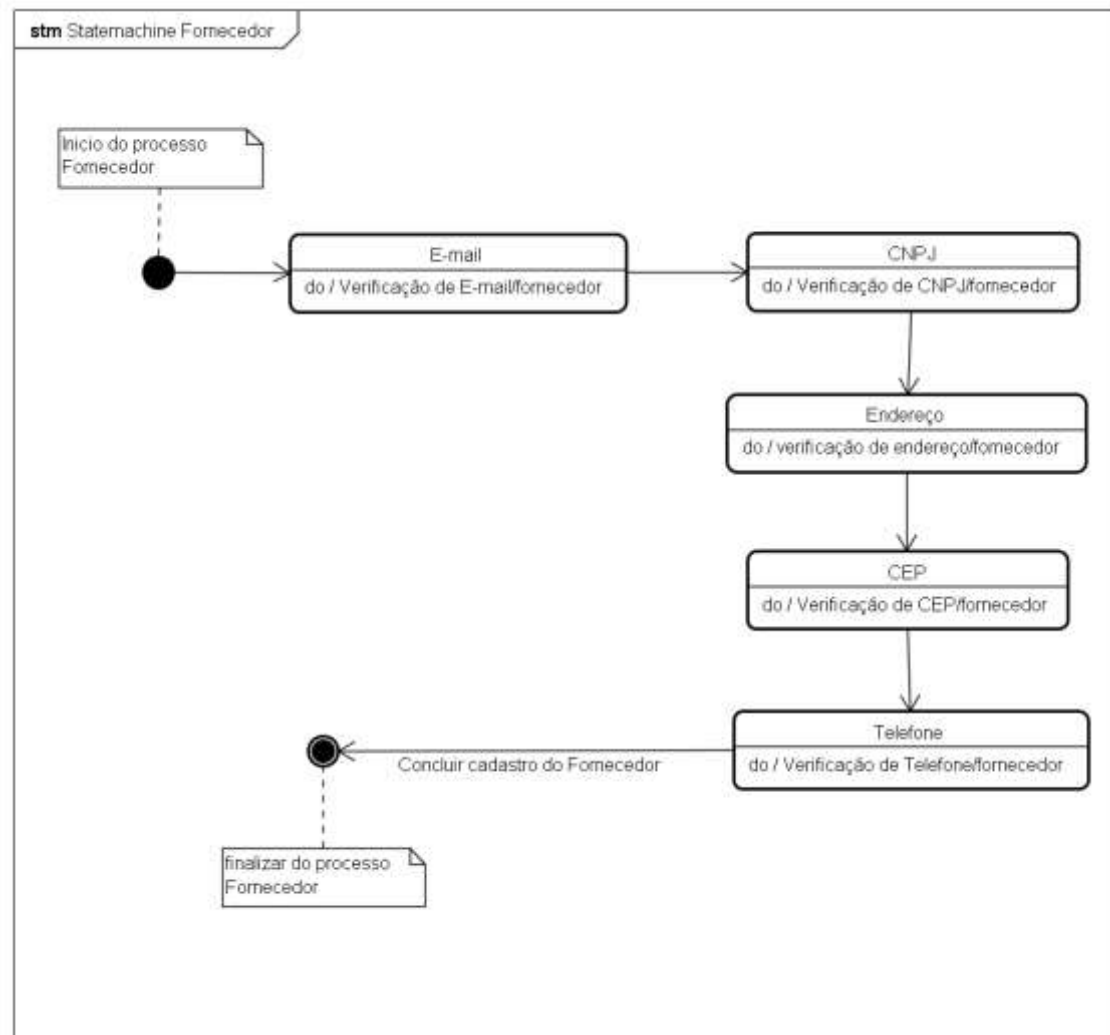 stm Statemachine Fornecedor
Inicio do processo
Fornecedor
E-mail
do / Verificação de E-mail/fornecedor
CNPJ
do / Verificação de CNPJ/fornecedor
Endereço
do / verificação de endereço/fornecedor
CEP
do / Verificação de CEP/fornecedor
Telefone
do / Verificação de Telefone/fornecedor
Concluir cadastro do Fornecedor
finalizar do processo
Fornecedor